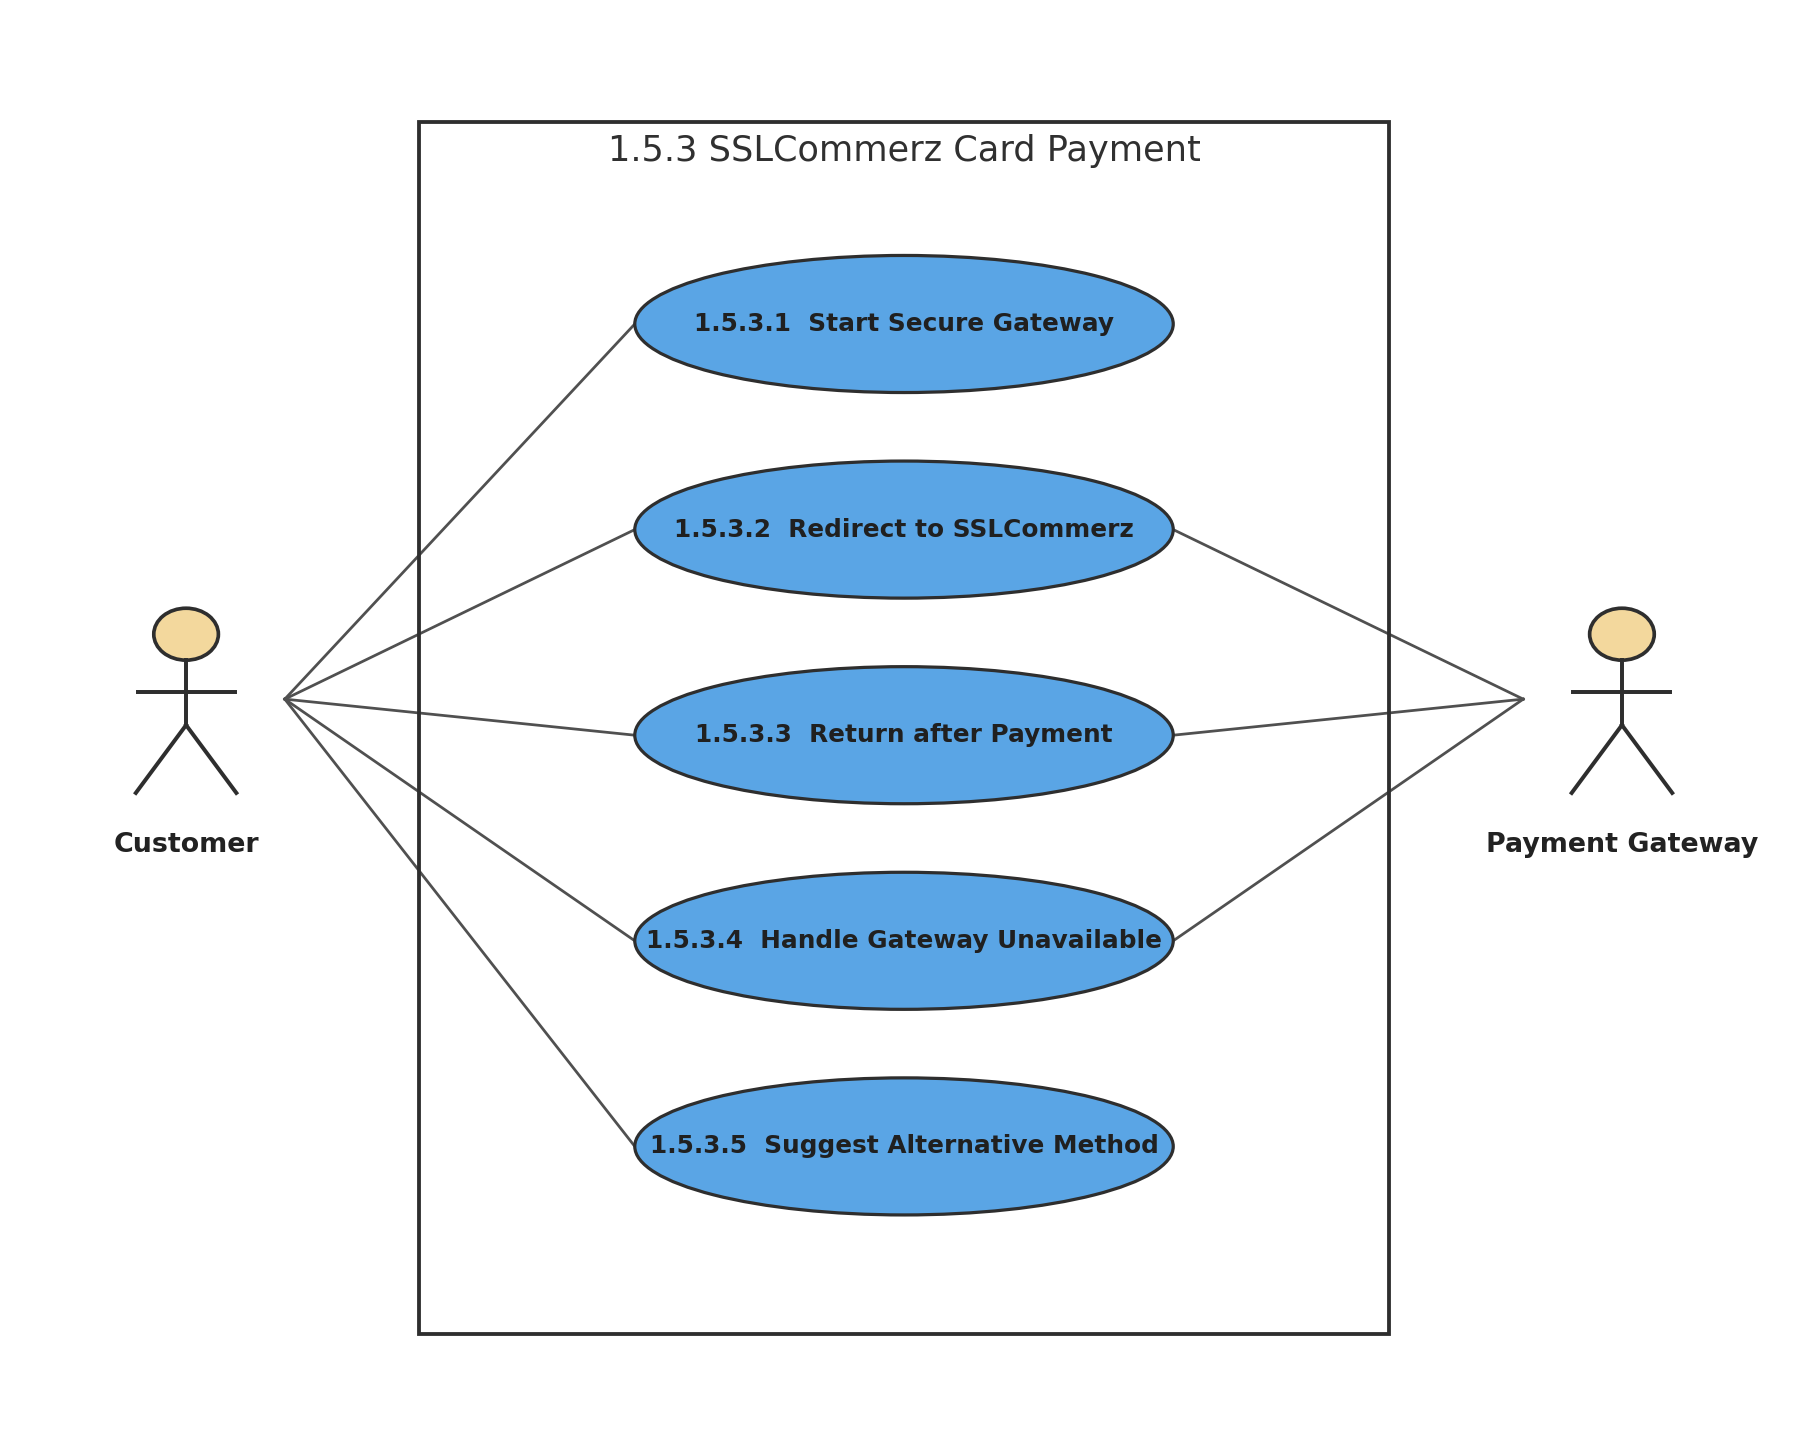 1.5.3 SSLCommerz Card Payment
1.5.3.1  Start Secure Gateway
1.5.3.2  Redirect to SSLCommerz
1.5.3.3  Return after Payment
Customer
Payment Gateway
1.5.3.4  Handle Gateway Unavailable
1.5.3.5  Suggest Alternative Method